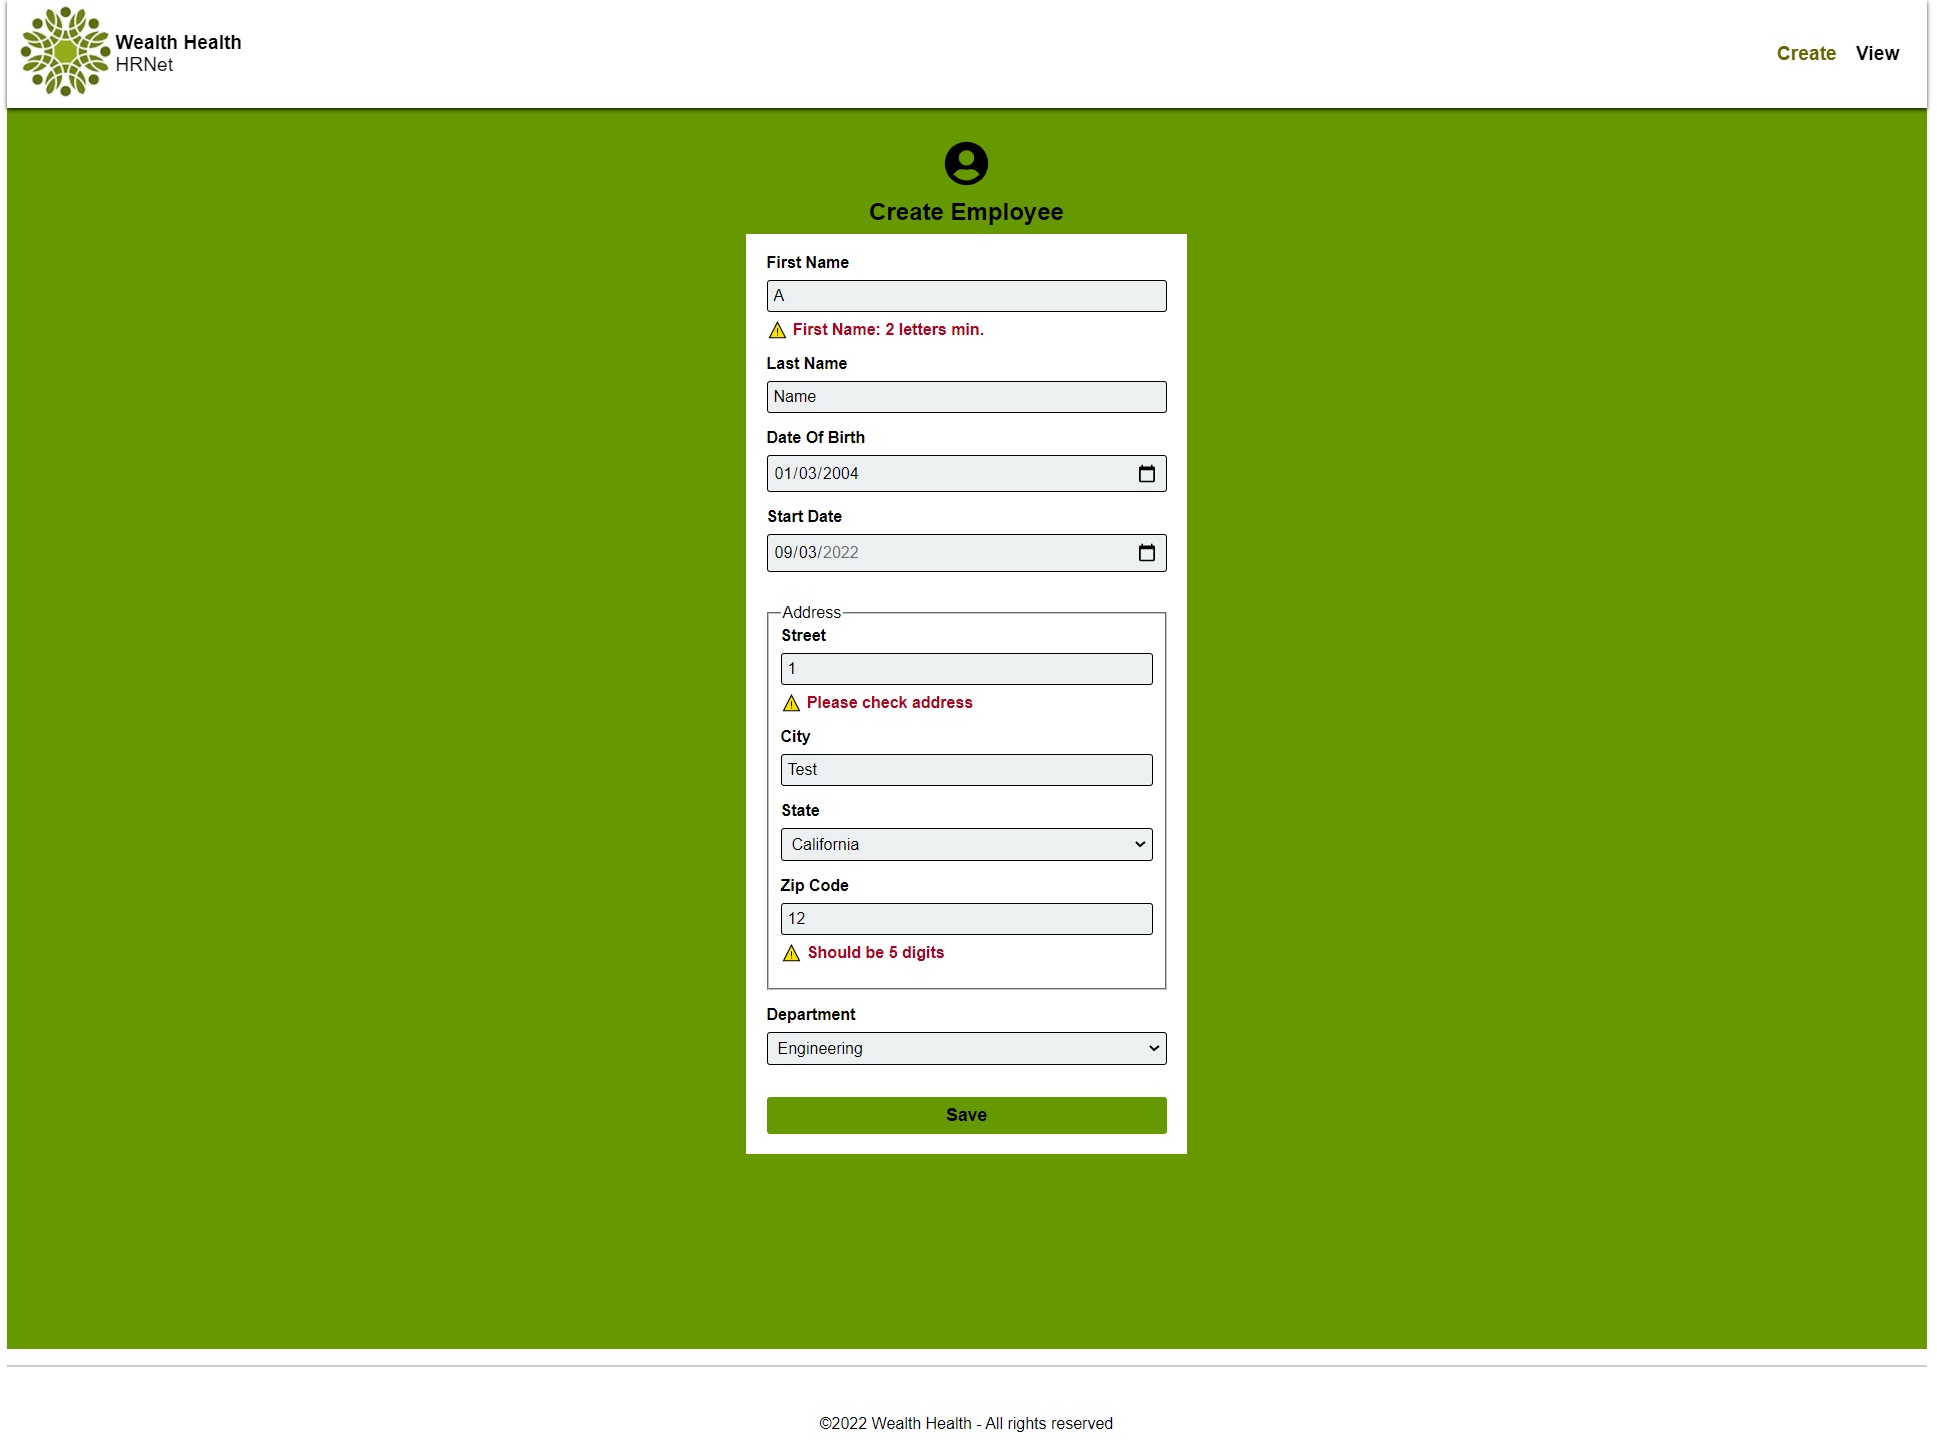 Wealth Health
HRNet
Create View
Create Employee
First Name
A
First Name: 2 letters min.
Last Name
Name
Date Of Birth
01/03/2004
Start Date
09/03/2022
Address
Street
1
Please check address
City
Test
State
California
Zip Code
12
Should be 5 digits
Department
Engineering
Save
©2022 Wealth Health - All rights reserved